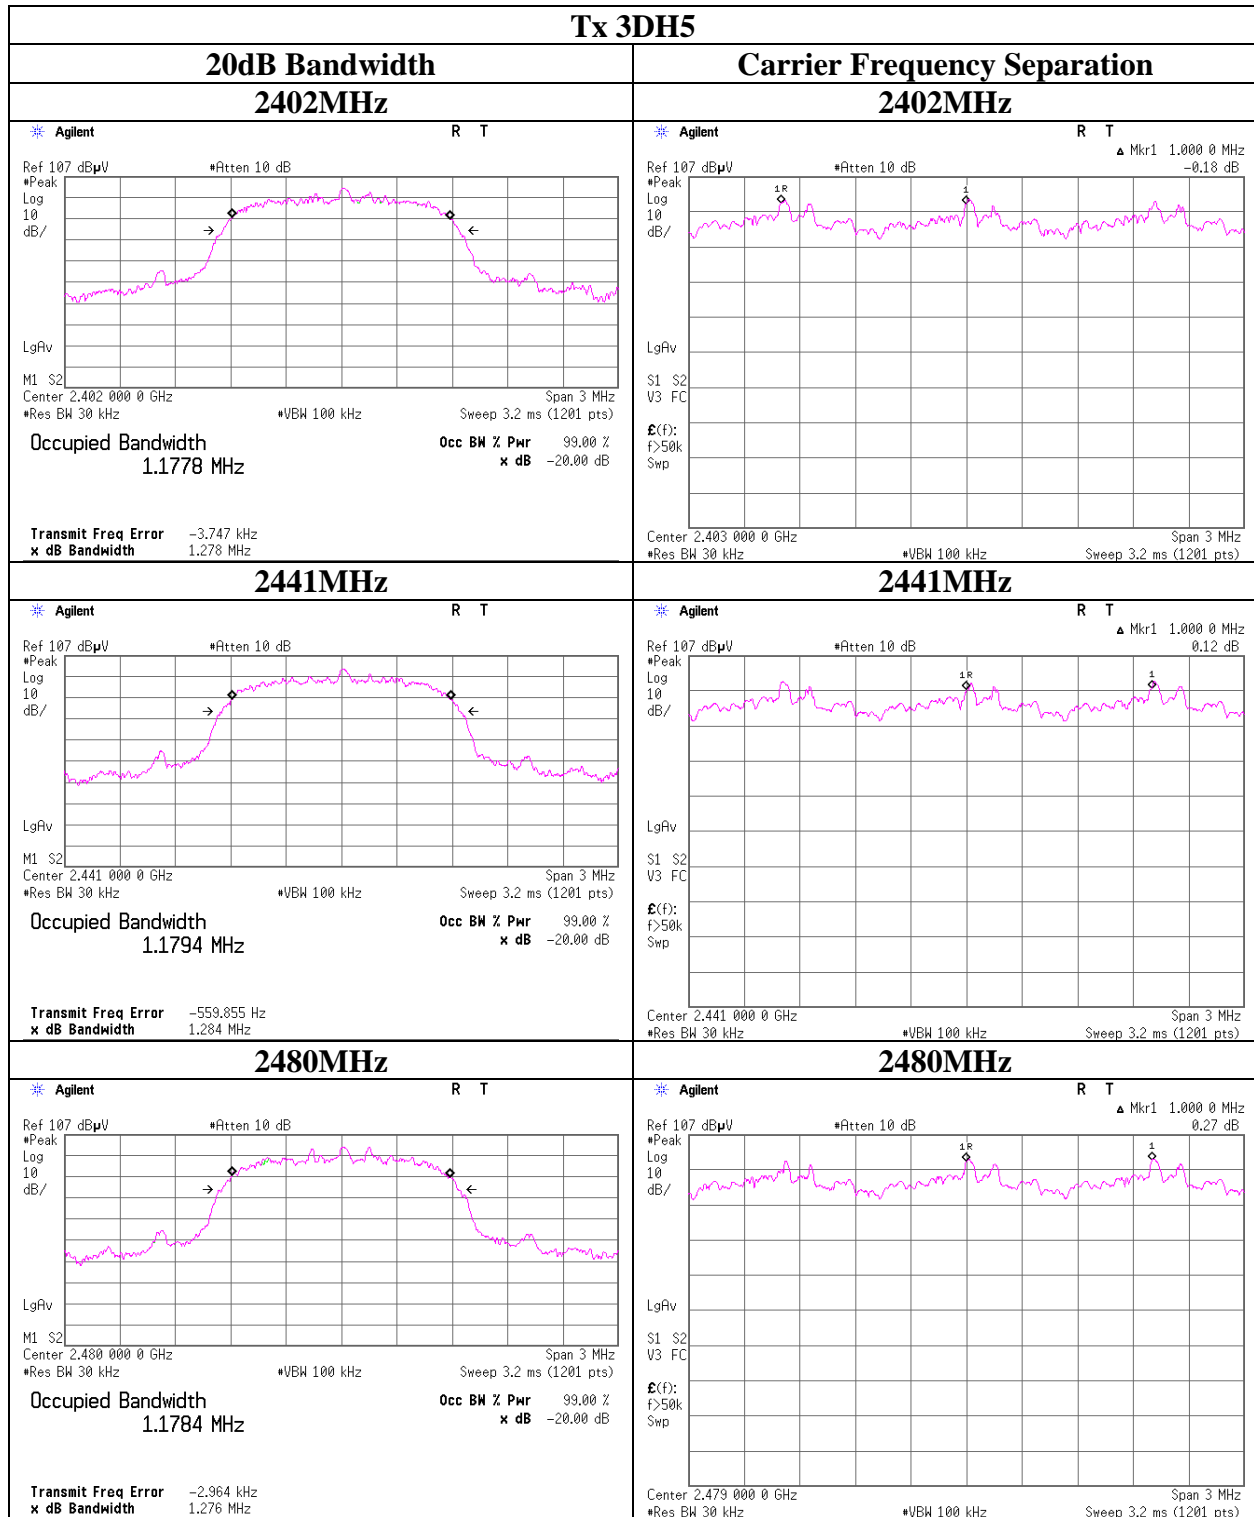 Tx 3DH5
20dB Bandwidth
Carrier Frequency Separation
2402MHz
2402MHz
Agilent
R T
Ref 107 dBµV
#Atten 10 dB
#Peak
Log
10
dB/
LgAv
M1 S2
Center 2.402 000 0 GHz
Span 3 MHz
#Res BW 30 kHz
#VBW 100 kHz
Sweep 3.2 ms (1201 pts)
Occupied Bandwidth
1.1778 MHz
Occ BW % Pwr 99.00 %
x dB -20.00 dB
Transmit Freq Error -3.747 kHz
x dB Bandwidth 1.278 MHz
Agilent
R T
Δ Mkr1 1.000 0 MHz
Ref 107 dBµV
#Atten 10 dB
-0.18 dB
#Peak
Log
10
dB/
1R
1
LgAv
S1 S2
V3 FC
£(f):
f>50k
Swp
Center 2.403 000 0 GHz
Span 3 MHz
#Res BW 30 kHz
#VBW 100 kHz
Sweep 3.2 ms (1201 pts)
2441MHz
2441MHz
Agilent
R T
Ref 107 dBµV
#Atten 10 dB
#Peak
Log
10
dB/
LgAv
M1 S2
Center 2.441 000 0 GHz
Span 3 MHz
#Res BW 30 kHz
#VBW 100 kHz
Sweep 3.2 ms (1201 pts)
Occupied Bandwidth
1.1794 MHz
Occ BW % Pwr 99.00 %
x dB -20.00 dB
Transmit Freq Error -559.855 Hz
x dB Bandwidth 1.284 MHz
Agilent
R T
Δ Mkr1 1.000 0 MHz
Ref 107 dBµV
#Atten 10 dB
0.12 dB
#Peak
Log
10
dB/
1R
1
LgAv
S1 S2
V3 FC
£(f):
f>50k
Swp
Center 2.441 000 0 GHz
Span 3 MHz
#Res BW 30 kHz
#VBW 100 kHz
Sweep 3.2 ms (1201 pts)
2480MHz
2480MHz
Agilent
R T
Ref 107 dBµV
#Atten 10 dB
#Peak
Log
10
dB/
LgAv
M1 S2
Center 2.480 000 0 GHz
Span 3 MHz
#Res BW 30 kHz
#VBW 100 kHz
Sweep 3.2 ms (1201 pts)
Occupied Bandwidth
1.1784 MHz
Occ BW % Pwr 99.00 %
x dB -20.00 dB
Transmit Freq Error -2.964 kHz
x dB Bandwidth 1.276 MHz
Agilent
R T
Δ Mkr1 1.000 0 MHz
Ref 107 dBµV
#Atten 10 dB
0.27 dB
#Peak
Log
10
dB/
1R
1
LgAv
S1 S2
V3 FC
£(f):
f>50k
Swp
Center 2.479 000 0 GHz
Span 3 MHz
#Res BW 30 kHz
#VBW 100 kHz
Sweep 3.2 ms (1201 pts)